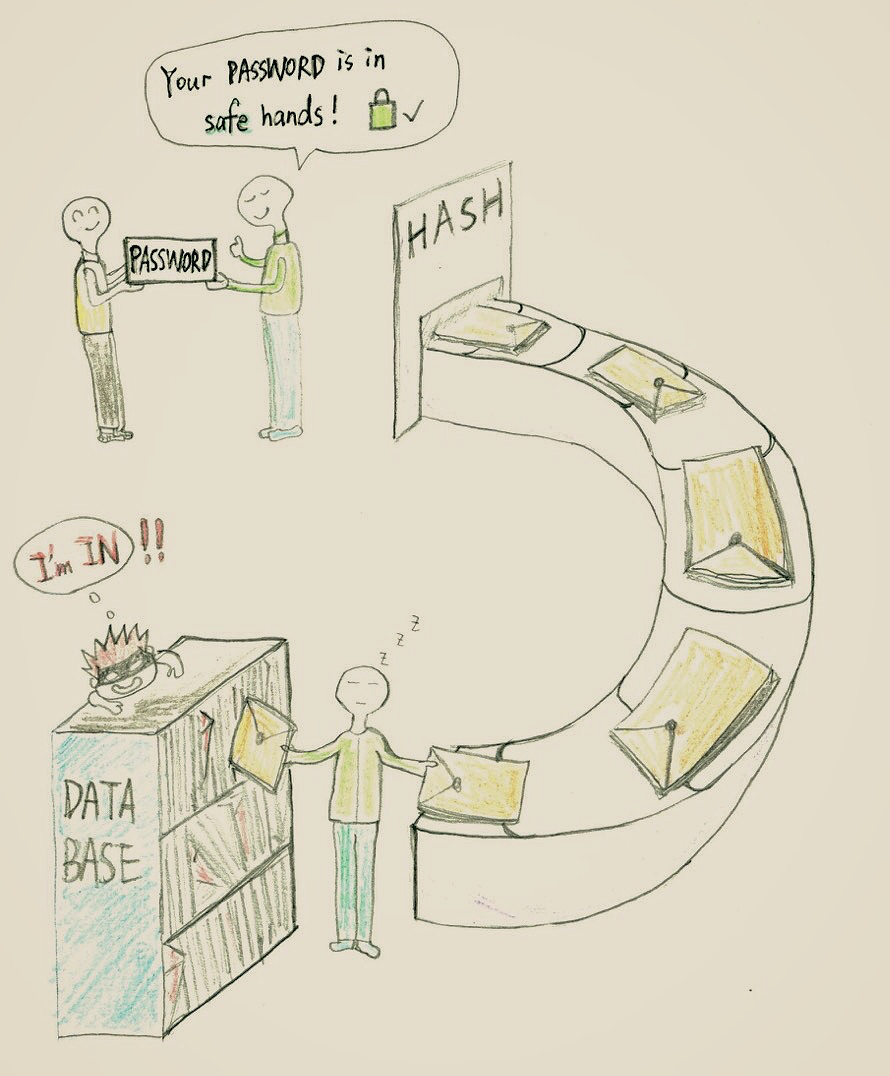 Your PASSWORD is in
safe hands!
PASSWORD
HASH
I'm IN !!
z
z
z
DATA
BASE